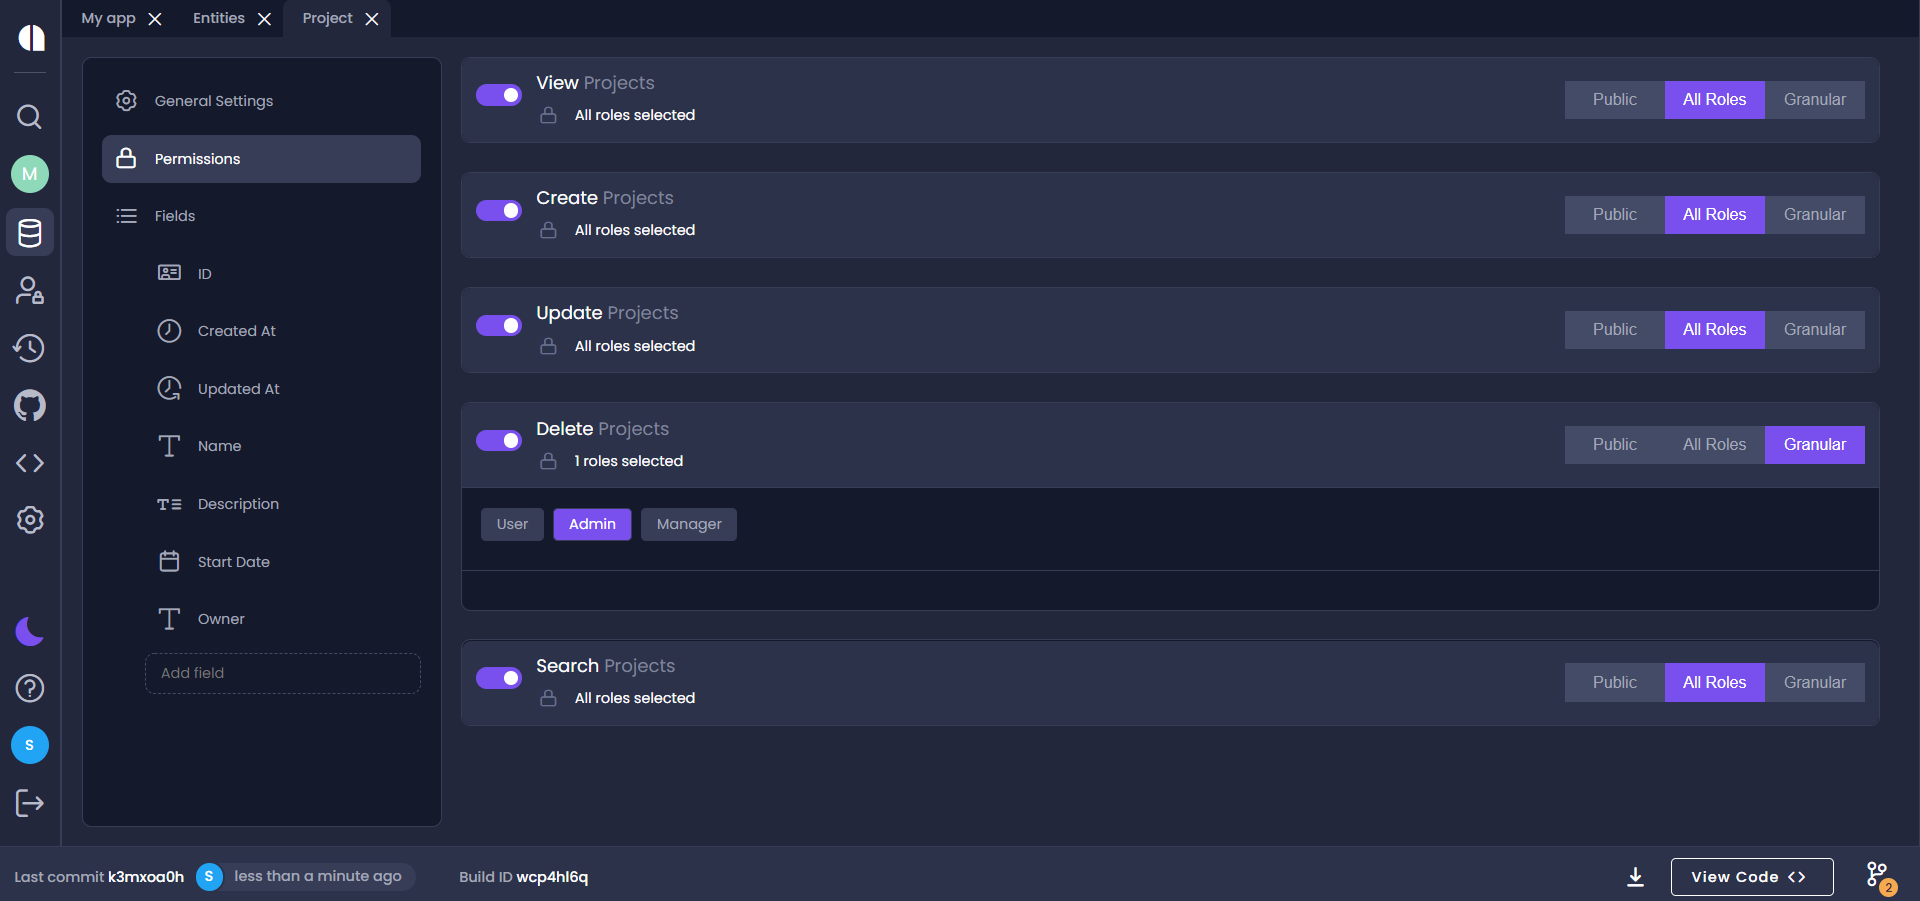 My app
Entities
Project
General Settings
Permissions
Fields
ID
Created At
Updated At
Name
Description
Start Date
Owner
Add field
View Projects
All roles selected
Public
All Roles
Granular
Create Projects
All roles selected
Public
All Roles
Granular
Update Projects
All roles selected
Public
All Roles
Granular
Delete Projects
1 roles selected
Public
All Roles
Granular
User
Admin
Manager
Search Projects
All roles selected
Public
All Roles
Granular
M
S
Last commit k3mxoa0h
S
less than a minute ago
Build ID wcp4hl6q
View Code
2